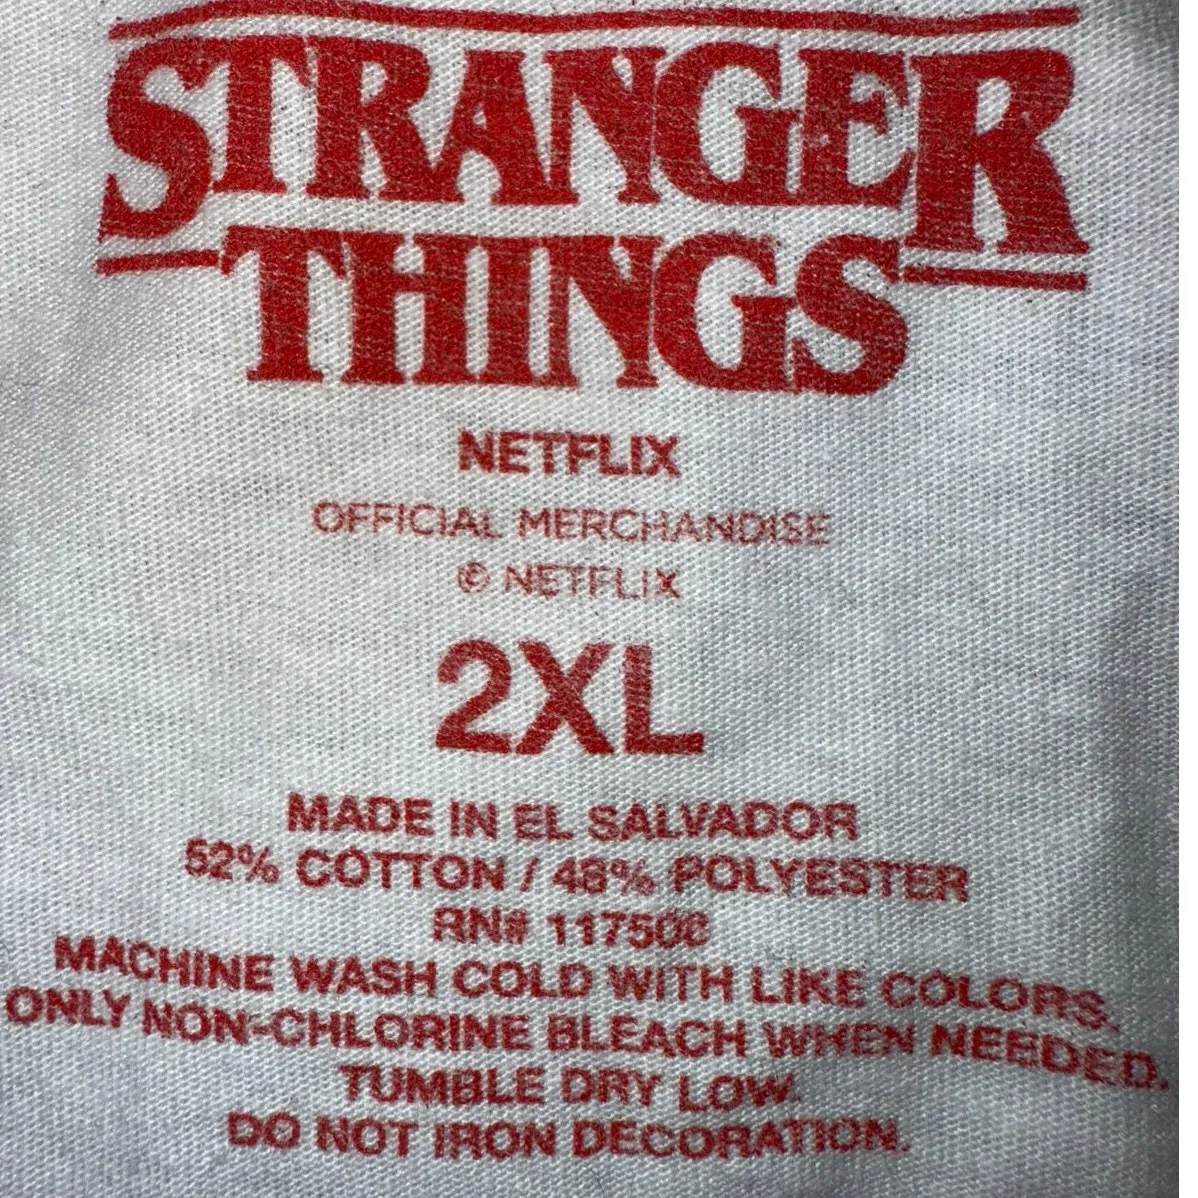 STRANGER
THINGS
NETFLIX
OFFICIAL MERCHANDISE
© NETFLIX
2XL
MADE IN EL SALVADOR
52% COTTON / 48% POLYESTER
RN#
MACHINE WASH COLD WITH LIKE COLORS.
ONLY NON-CHLORINE BLEACH WHEN NEEDED.
TUMBLE DRY LOW.
DO NOT IRON DECORATION.